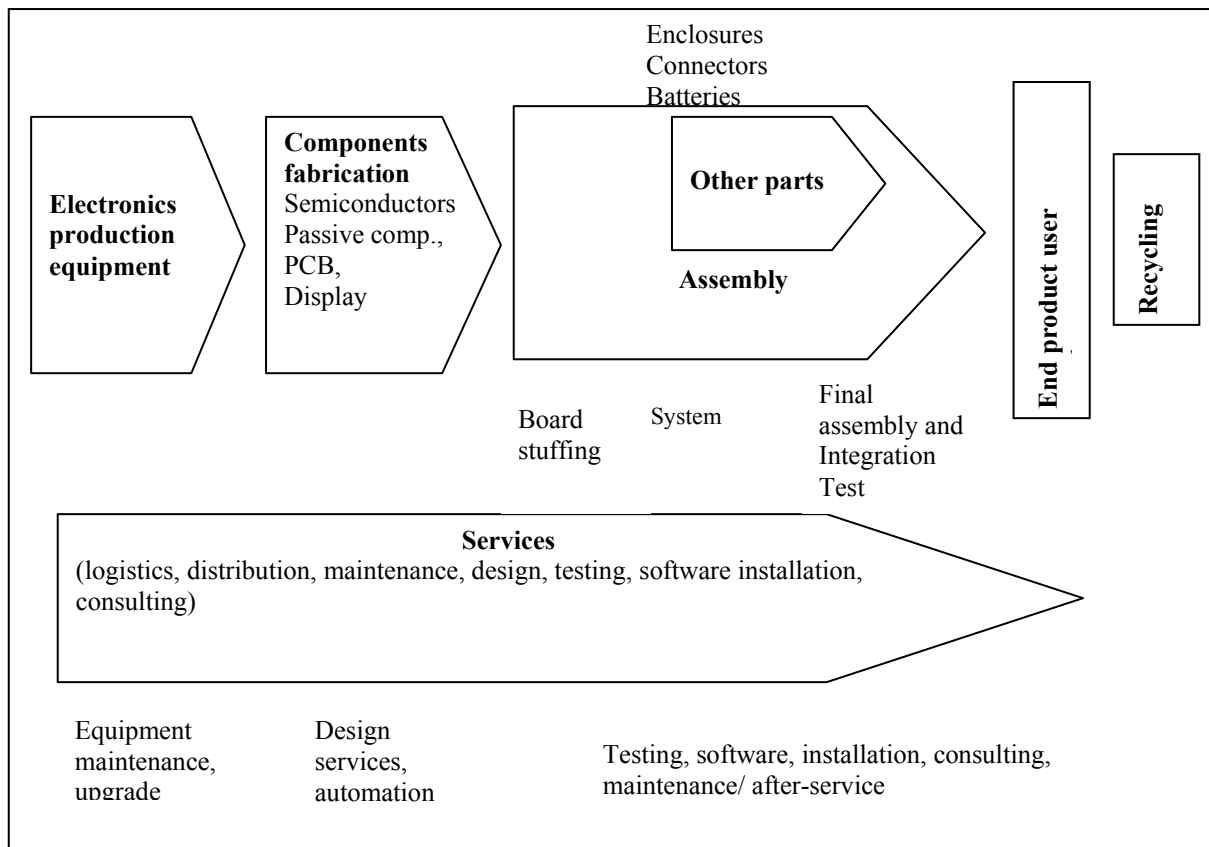 Enclosures
Connectors
Batteries
Electronics
production
equipment
Components
fabrication
Semiconductors
Passive comp.,
PCB,
Display
Other parts
Assembly
End product user
Recycling
Board
stuffing
System
Final
assembly and
Integration
Test
Services
(logistics, distribution, maintenance, design, testing, software installation,
consulting)
Equipment
maintenance,
upgrade
Design
services,
automation
Testing, software, installation, consulting,
maintenance/ after-service